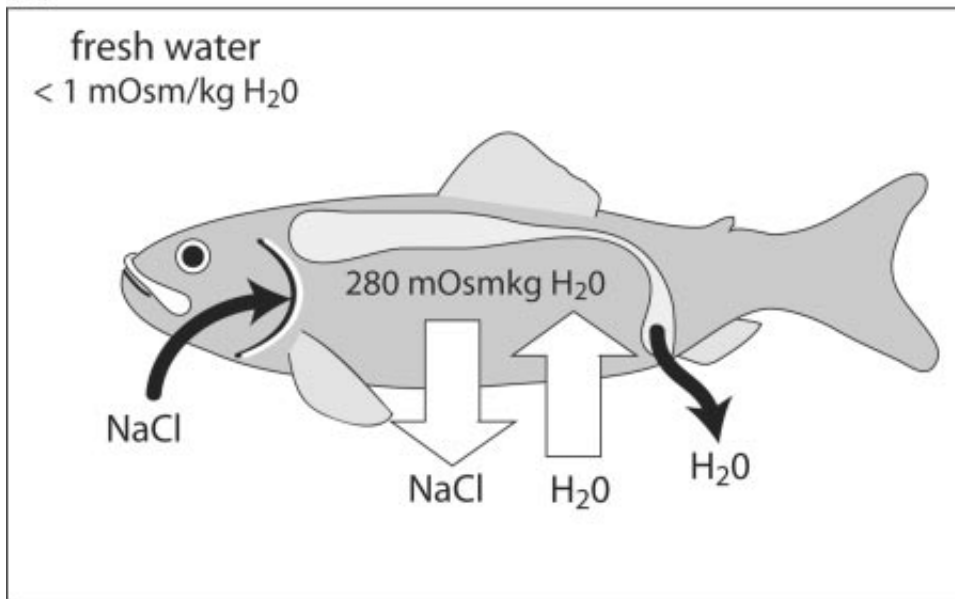 fresh water
< 1 mOsm/kg H₂0
280 mOsmkg H₂0
NaCl
NaCl
H₂0
H₂0